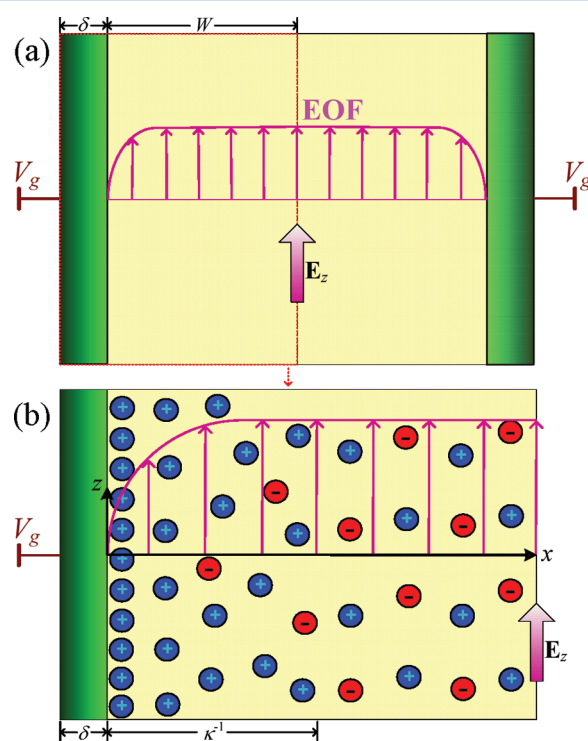 δ W
(a)
EOF
V_g V_g
E_z
(b)
+ + +
+ + −
+ + + + −
+ + −
+ + +
+ + + − + −
z
V_g + x
− −
+ + + −
+ + − + +
+ + E_z
+ + + + − +
+ + −
δ κ⁻¹